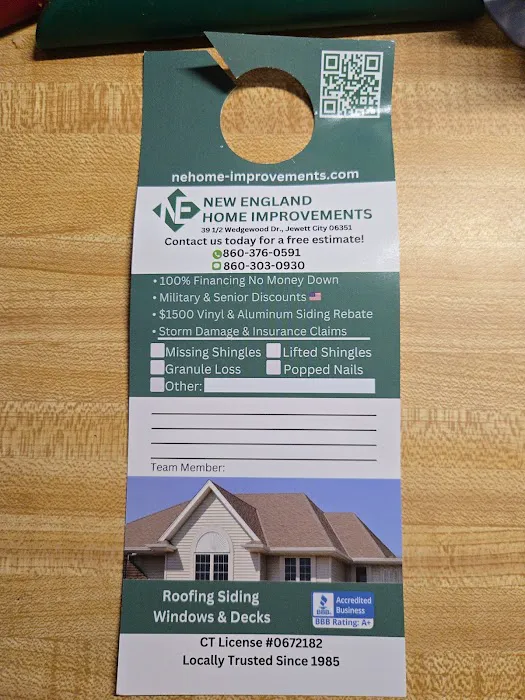 nehome-improvements.com
NE
NEW ENGLAND
HOME IMPROVEMENTS
39 1/2 Wedgewood Dr., Jewett City 06351
Contact us today for a free estimate!
860-376-0591
860-303-0930
• 100% Financing No Money Down
• Military & Senior Discounts 🇺🇸
• $1500 Vinyl & Aluminum Siding Rebate
• Storm Damage & Insurance Claims
Missing Shingles Lifted Shingles
Granule Loss Popped Nails
Other:
Team Member:
Roofing Siding
Windows & Decks
BBB.
Accredited
Business
BBB Rating: A+
CT License #0672182
Locally Trusted Since 1985